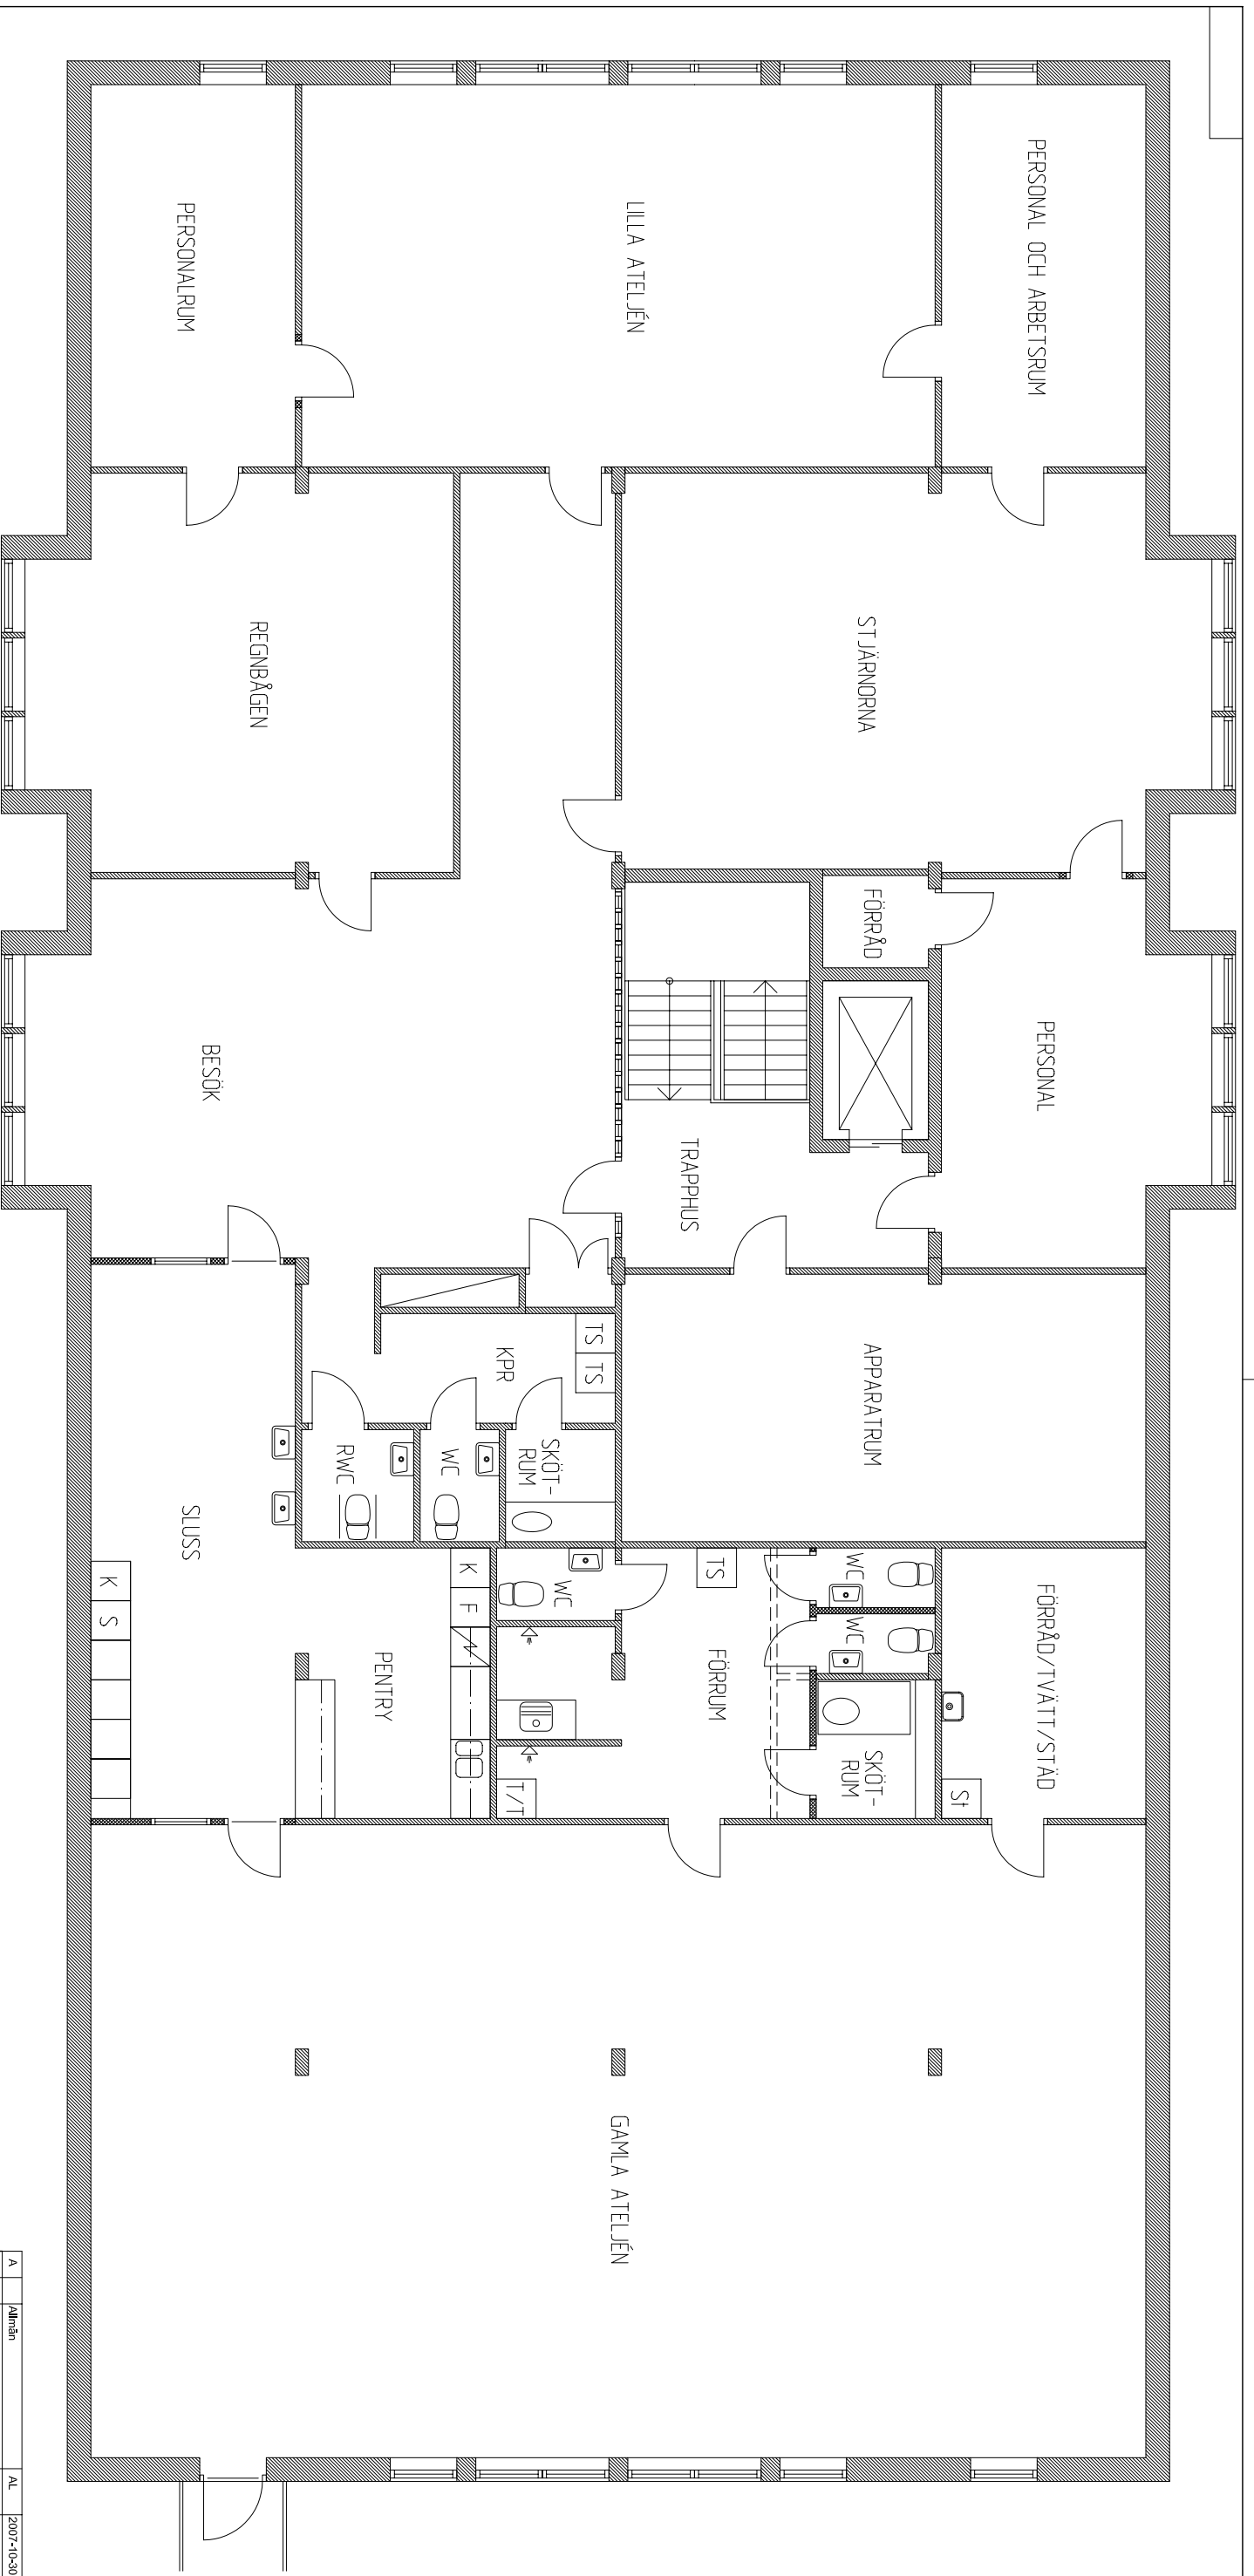 PERSONAL OCH ARBETSRUM
LILLA ATELJÉN
PERSONALRUM
STJÄRNORNA
REGNBÅGEN
FÖRRÅD
PERSONAL
BESÖK
TRAPPHUS
APPARATRUM
TS
TS
KPR
SKÖT-
RUM
WC
RWC
SLUSS
K
S
FÖRRÅD/TVÄTT/STÄD
St
WC
WC
SKÖT-
RUM
TS
FÖRRUM
WC
T/T
K
F
PENTRY
GAMLA ATELJÉN
A Allmän AL 2007-10-30